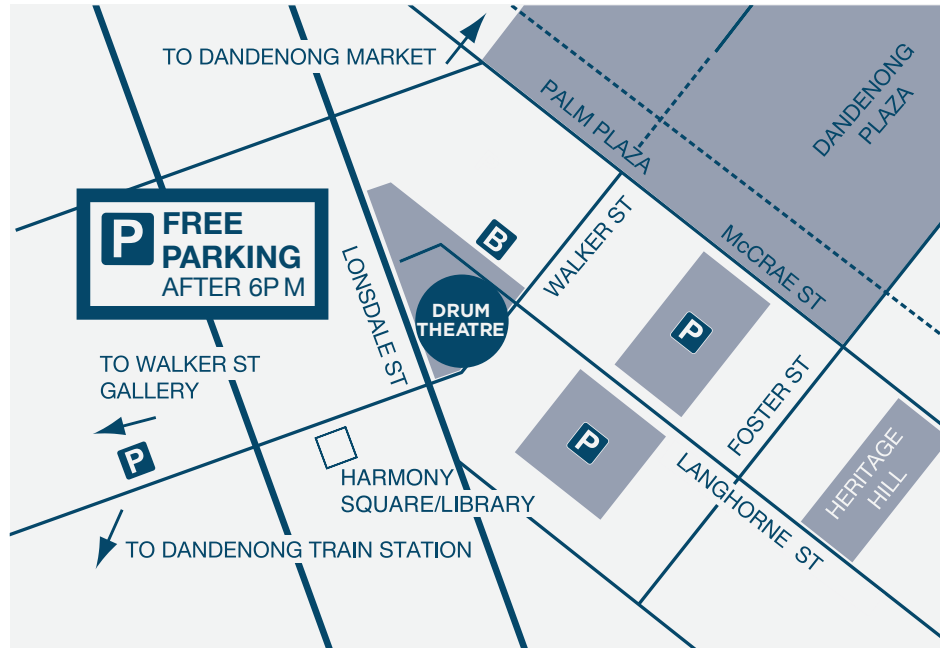 TO DANDENONG MARKET
PALM PLAZA
DANDENONG
PLAZA
P FREE
PARKING
AFTER 6PM
B
WALKER ST
McCRAE ST
LONSDALE ST
DRUM
THEATRE
P
TO WALKER ST
GALLERY
P
FOSTER ST
P
HARMONY
SQUARE/LIBRARY
LANGHORNE ST
HERITAGE
HILL
TO DANDENONG TRAIN STATION